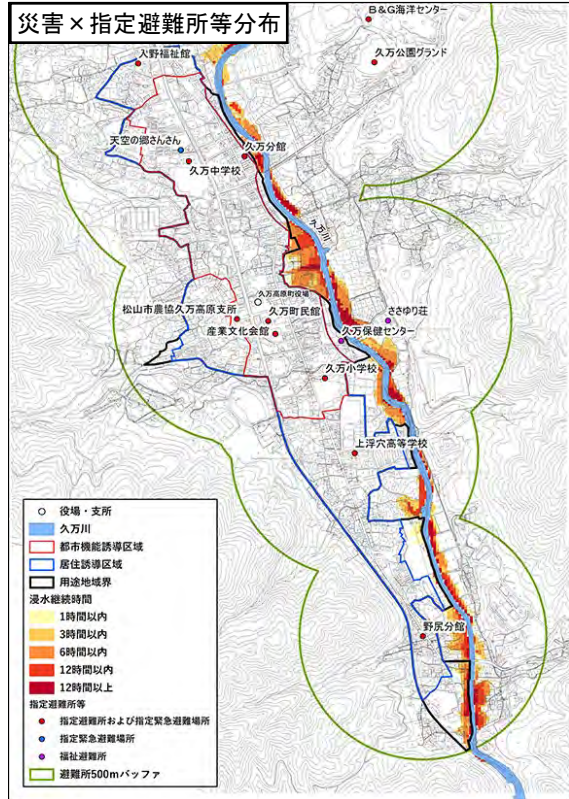 災害×指定避難所等分布
B&G海洋センター
入野福祉館
久万公園グランド
天空の郷さんさん
久万分館
久万中学校
久万川
久万高原町役場
ささゆり荘
松山市農協久万高原支所
久万町民館
産業文化会館
久万保健センター
久万小学校
上浮穴高等学校
野尻分館
役場・支所
久万川
都市機能誘導区域
居住誘導区域
用途地域界
浸水継続時間
1時間以内
3時間以内
6時間以内
12時間以内
12時間以上
指定避難所等
指定避難所および指定緊急避難場所
指定緊急避難場所
福祉避難所
避難所500mバッファ